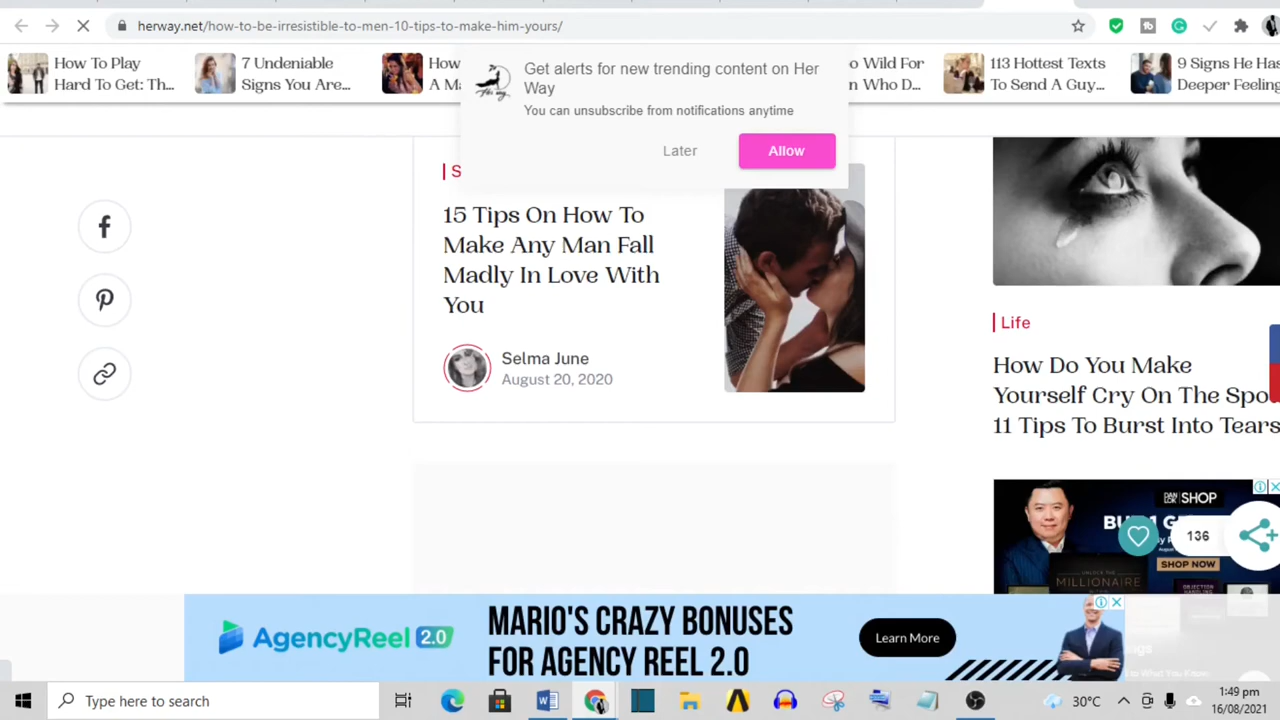 herway.net/how-to-be-irresistible-to-men-10-tips-to-make-him-yours/
How To Play
Hard To Get: Th...
7 Undeniable
Signs You Are...
How
A Ma
Get alerts for new trending content on Her
Way
You can unsubscribe from notifications anytime
Later
Allow
o Wild For
n Who D...
113 Hottest Texts
To Send A Guy...
9 Signs He Has
Deeper Feeling
S
15 Tips On How To
Make Any Man Fall
Madly In Love With
You
Selma June
August 20, 2020
Life
How Do You Make
Yourself Cry On The Spo
11 Tips To Burst Into Tears
DAN LOK SHOP
136
SHOP NOW
UNLOCK THE
MILLIONAIRE
AgencyReel 2.0
MARIO'S CRAZY BONUSES
FOR AGENCY REEL 2.0
Learn More
Type here to search
30°C
1:49 pm
16/08/2021